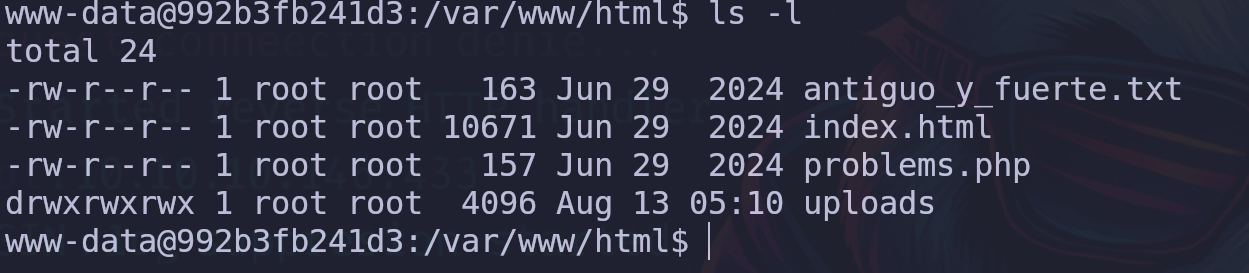 www-data@992b3fb241d3:/var/www/html$ ls -l
total 24
-rw-r--r-- 1 root root   163 Jun 29  2024 antiguo_y_fuerte.txt
-rw-r--r-- 1 root root 10671 Jun 29  2024 index.html
-rw-r--r-- 1 root root   157 Jun 29  2024 problems.php
drwxrwxrwx 1 root root  4096 Aug 13 05:10 uploads
www-data@992b3fb241d3:/var/www/html$